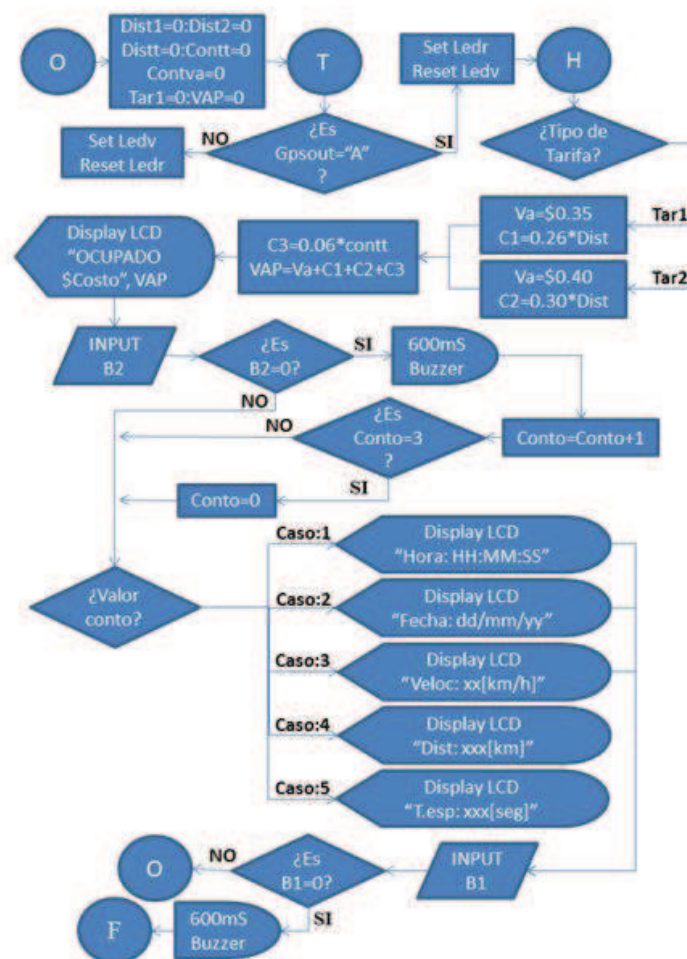 O
Dist1=0:Dist2=0
Distt=0:Contt=0
Contva=0
Tar1=0:VAP=0
T
Set Ledr
Reset Ledv
H
Set Ledv
Reset Ledr
NO
¿Es
Gpsout="A"
?
SI
¿Tipo de
Tarifa?
Display LCD
"OCUPADO
$Costo", VAP
C3=0.06*contt
VAP=Va+C1+C2+C3
Va=$0.35
C1=0.26*Dist
Tar1
Va=$0.40
C2=0.30*Dist
Tar2
INPUT
B2
¿Es
B2=0?
SI
600mS
Buzzer
NO
NO
¿Es
Conto=3
?
Conto=Conto+1
SI
Conto=0
¿Valor
conto?
Caso:1
Display LCD
"Hora: HH:MM:SS"
Caso:2
Display LCD
"Fecha: dd/mm/yy"
Caso:3
Display LCD
"Veloc: xx[km/h]"
Caso:4
Display LCD
"Dist: xxx[km]"
Caso:5
Display LCD
"T.esp: xxx[seg]"
O
NO
¿Es
B1=0?
INPUT
B1
SI
F
600mS
Buzzer